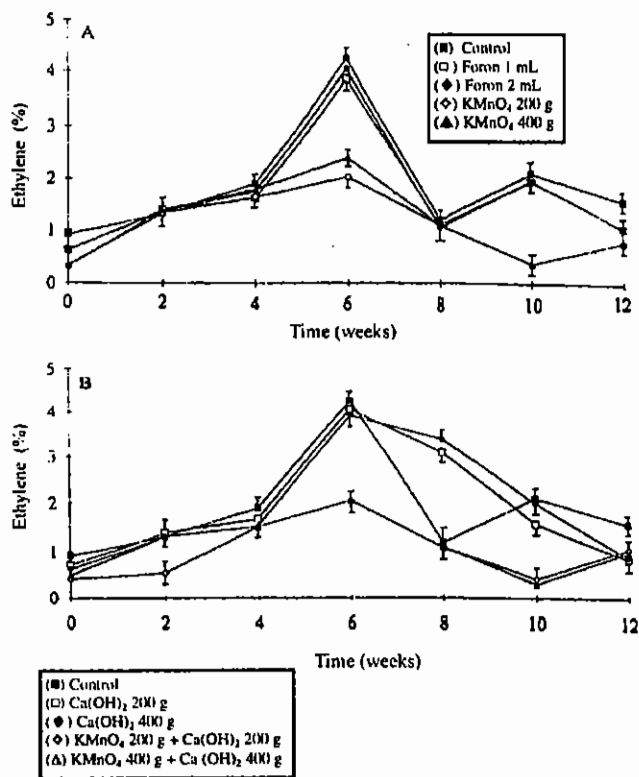 A
Ethylene (%)
5
4
3
2
1
0
0 2 4 6 8 10 12
Time (weeks)
(■) Control
(□) Foron 1 mL
(◆) Foron 2 mL
(◇) KMnO₄ 200 g
(▲) KMnO₄ 400 g
B
Ethylene (%)
5
4
3
2
1
0
0 2 4 6 8 10 12
Time (weeks)
(■) Control
(□) Ca(OH)₂ 200 g
(◆) Ca(OH)₂ 400 g
(◇) KMnO₄ 200 g + Ca(OH)₂ 200 g
(△) KMnO₄ 400 g + Ca (OH)₂ 400 g